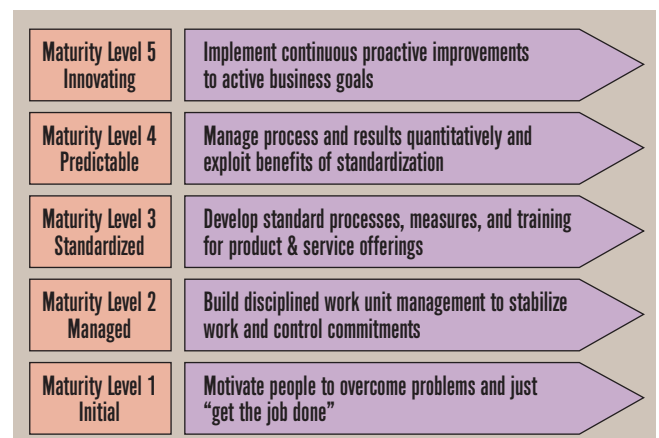 Maturity Level 5
Innovating
Implement continuous proactive improvements
to active business goals
Maturity Level 4
Predictable
Manage process and results quantitatively and
exploit benefits of standardization
Maturity Level 3
Standardized
Develop standard processes, measures, and training
for product & service offerings
Maturity Level 2
Managed
Build disciplined work unit management to stabilize
work and control commitments
Maturity Level 1
Initial
Motivate people to overcome problems and just
“get the job done”